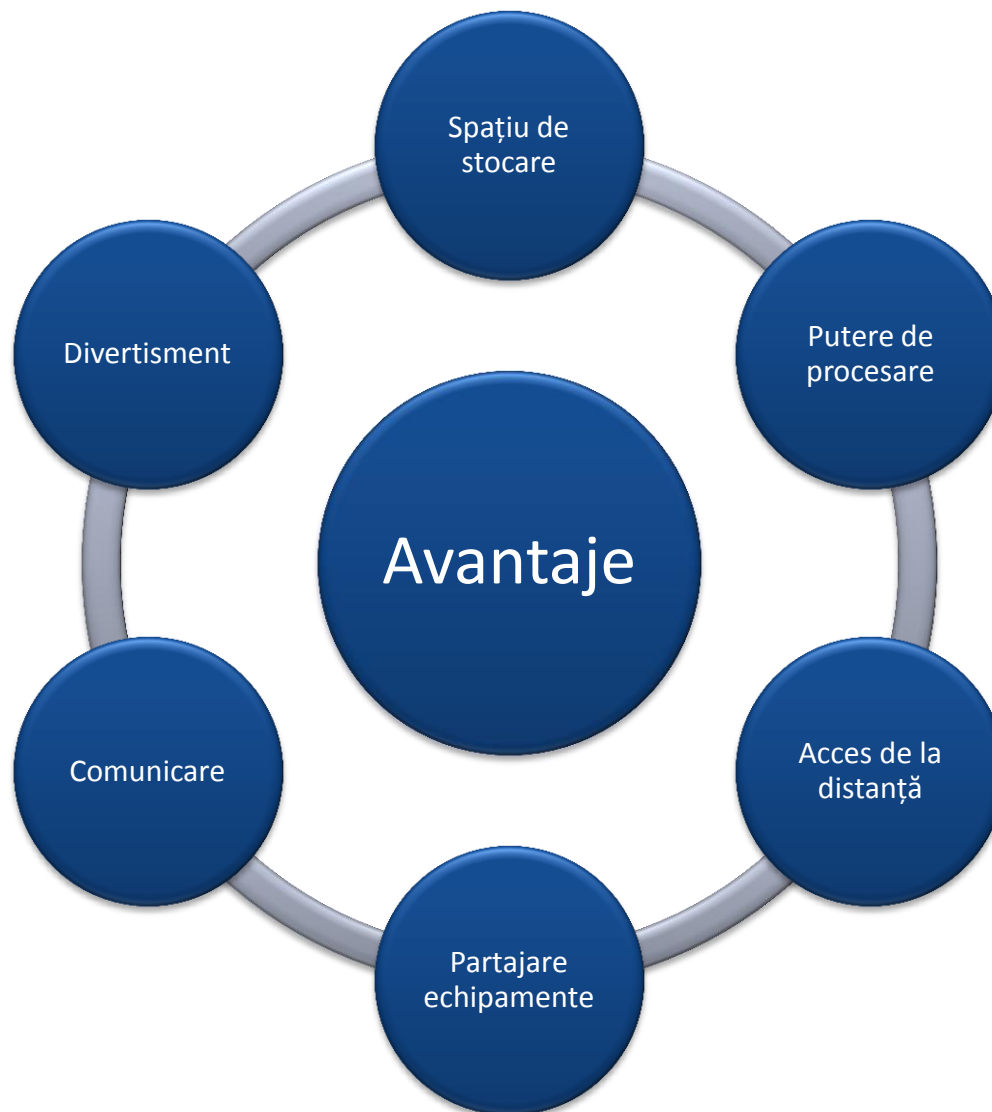 Spațiu de
stocare
Divertisment
Putere de
procesare
Avantaje
Comunicare
Acces de la
distanță
Partajare
echipamente